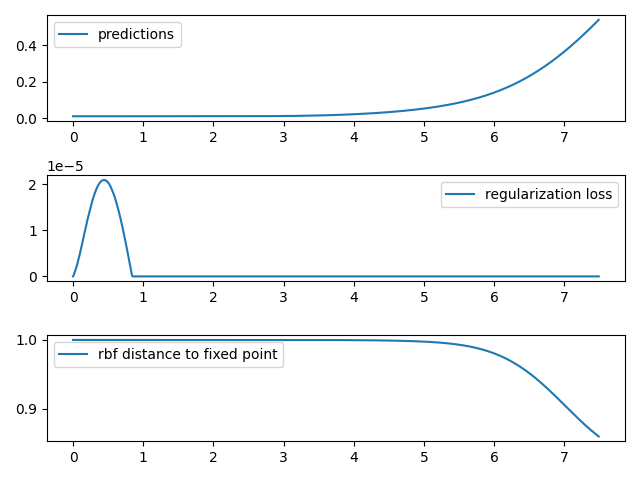 predictions
0.4
0.2
0.0
0 1 2 3 4 5 6 7
1e−5
regularization loss
2
1
0
0 1 2 3 4 5 6 7
1.0
rbf distance to fixed point
0.9
0 1 2 3 4 5 6 7